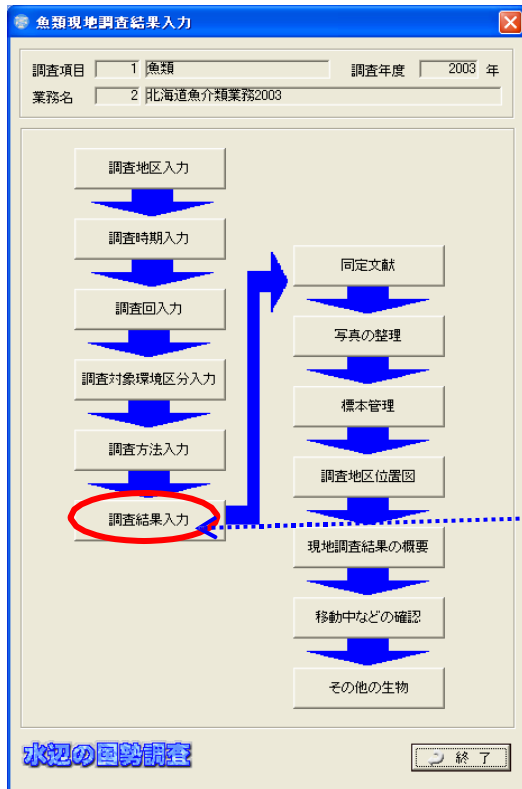 魚類現地調査結果入力
調査項目 1 魚類 調査年度 2003 年
業務名 2 北海道魚介類業務2003
調査地区入力
調査時期入力
調査回入力
調査対象環境区分入力
調査方法入力
調査結果入力
同定文献
写真の整理
標本管理
調査地区位置図
現地調査結果の概要
移動中などの確認
その他の生物
水辺の国勢調査
終 了